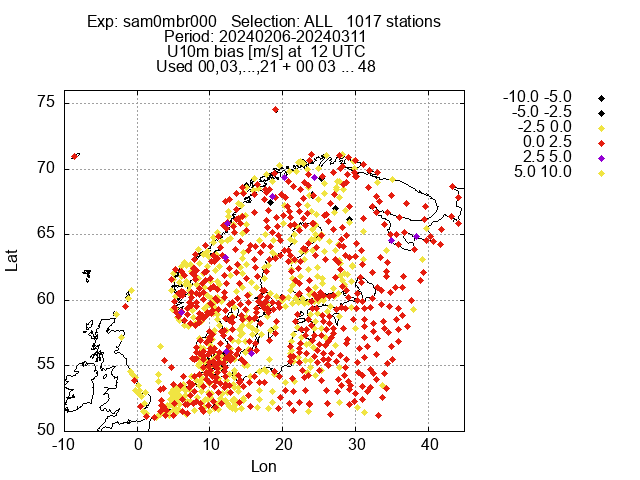 Exp: sam0mbr000   Selection: ALL   1017 stations
Period: 20240206-20240311
U10m bias [m/s] at  12 UTC
Used 00,03,...,21 + 00 03 ... 48
-10.0 -5.0
-5.0 -2.5
-2.5 0.0
0.0 2.5
2.5 5.0
5.0 10.0
75
70
65
60
55
50
Lat
-10 0 10 20 30 40
Lon